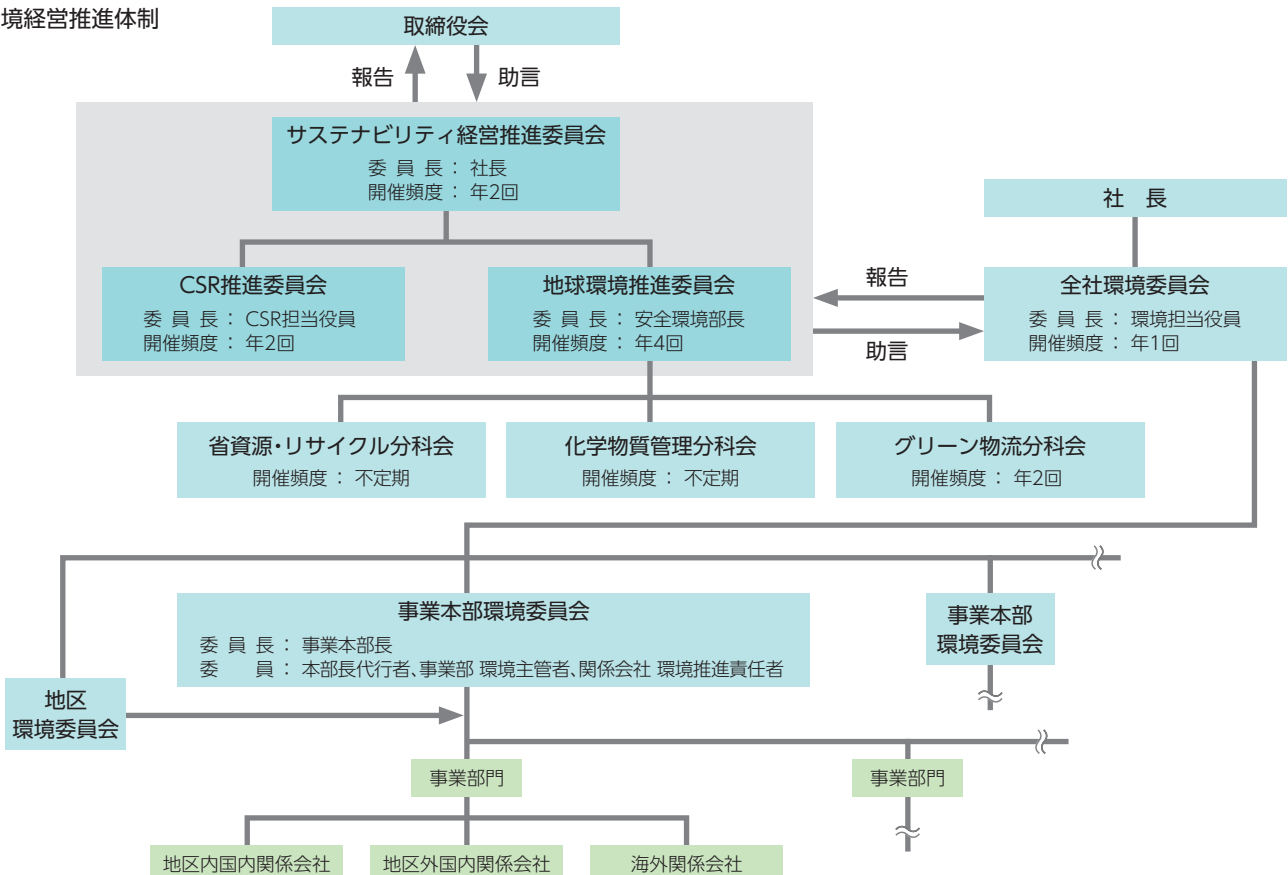 境経営推進体制
取締役会
報告
助言
サステナビリティ経営推進委員会
委員長：社長
開催頻度：年2回
社 長
CSR推進委員会
委員長：CSR担当役員
開催頻度：年2回
地球環境推進委員会
委員長：安全環境部長
開催頻度：年4回
報告
助言
全社環境委員会
委員長：環境担当役員
開催頻度：年1回
省資源・リサイクル分科会
開催頻度：不定期
化学物質管理分科会
開催頻度：不定期
グリーン物流分科会
開催頻度：年2回
事業本部環境委員会
委員長：事業本部長
委 員：本部長代行者、事業部 環境主管者、関係会社 環境推進責任者
事業本部
環境委員会
地区
環境委員会
事業部門
事業部門
地区内国内関係会社
地区外国内関係会社
海外関係会社